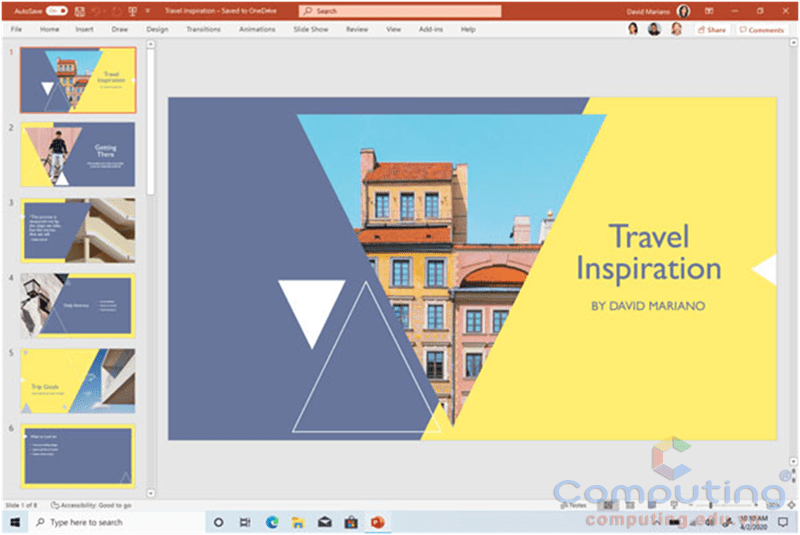 AutoSave On
Travel Inspiration – Saved to OneDrive
Search
David Mariano
File Home Insert Draw Design Transitions Animations Slide Show Review View Add-ins Help
Share Comments
1
Travel
Inspiration
2
Getting
There
3
4
5
Trip Goals
6
Travel
Inspiration
BY DAVID MARIANO
Computing®
computing.edu.v
Slide 1 of 8 Accessibility: Good to go
Notes
Type here to search
10:10 AM
4/2/2020